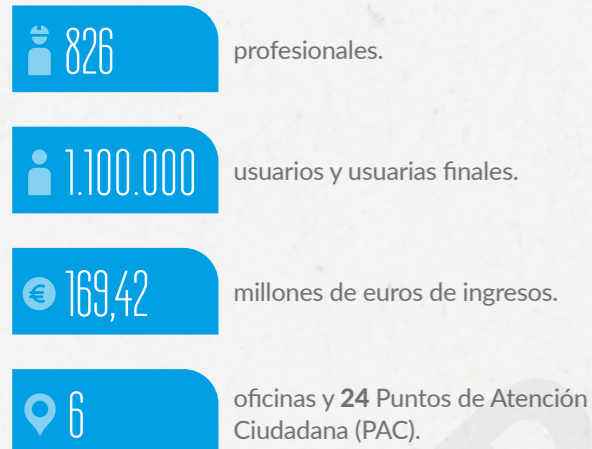 826
profesionales.
1.100.000
usuarios y usuarias finales.
€ 169,42
millones de euros de ingresos.
6
oficinas y 24 Puntos de Atención
Ciudadana (PAC).